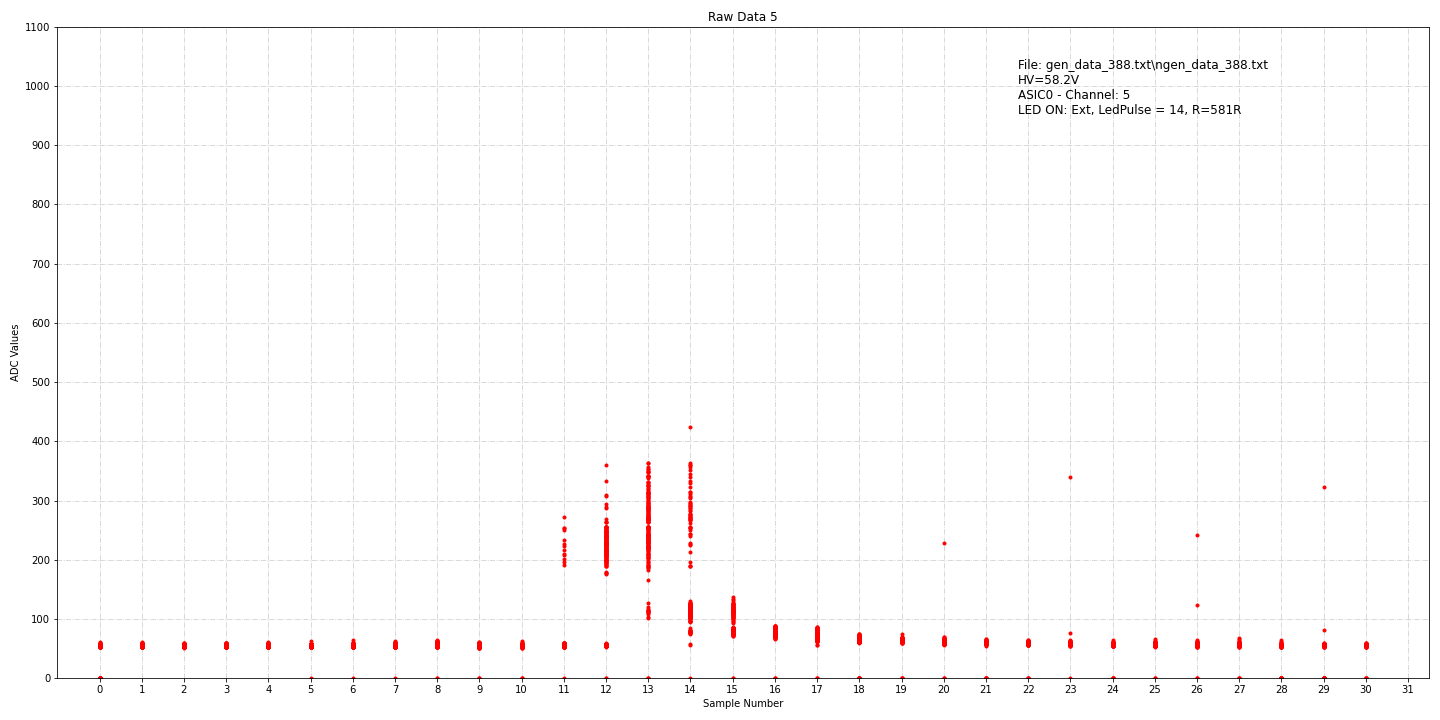 Raw Data 5
File: gen_data_388.txt\ngen_data_388.txt
HV=58.2V
ASIC0 - Channel: 5
LED ON: Ext, LedPulse = 14, R=581R
ADC Values
1100
1000
900
800
700
600
500
400
300
200
100
0
0 1 2 3 4 5 6 7 8 9 10 11 12 13 14 15 16 17 18 19 20 21 22 23 24 25 26 27 28 29 30 31
Sample Number